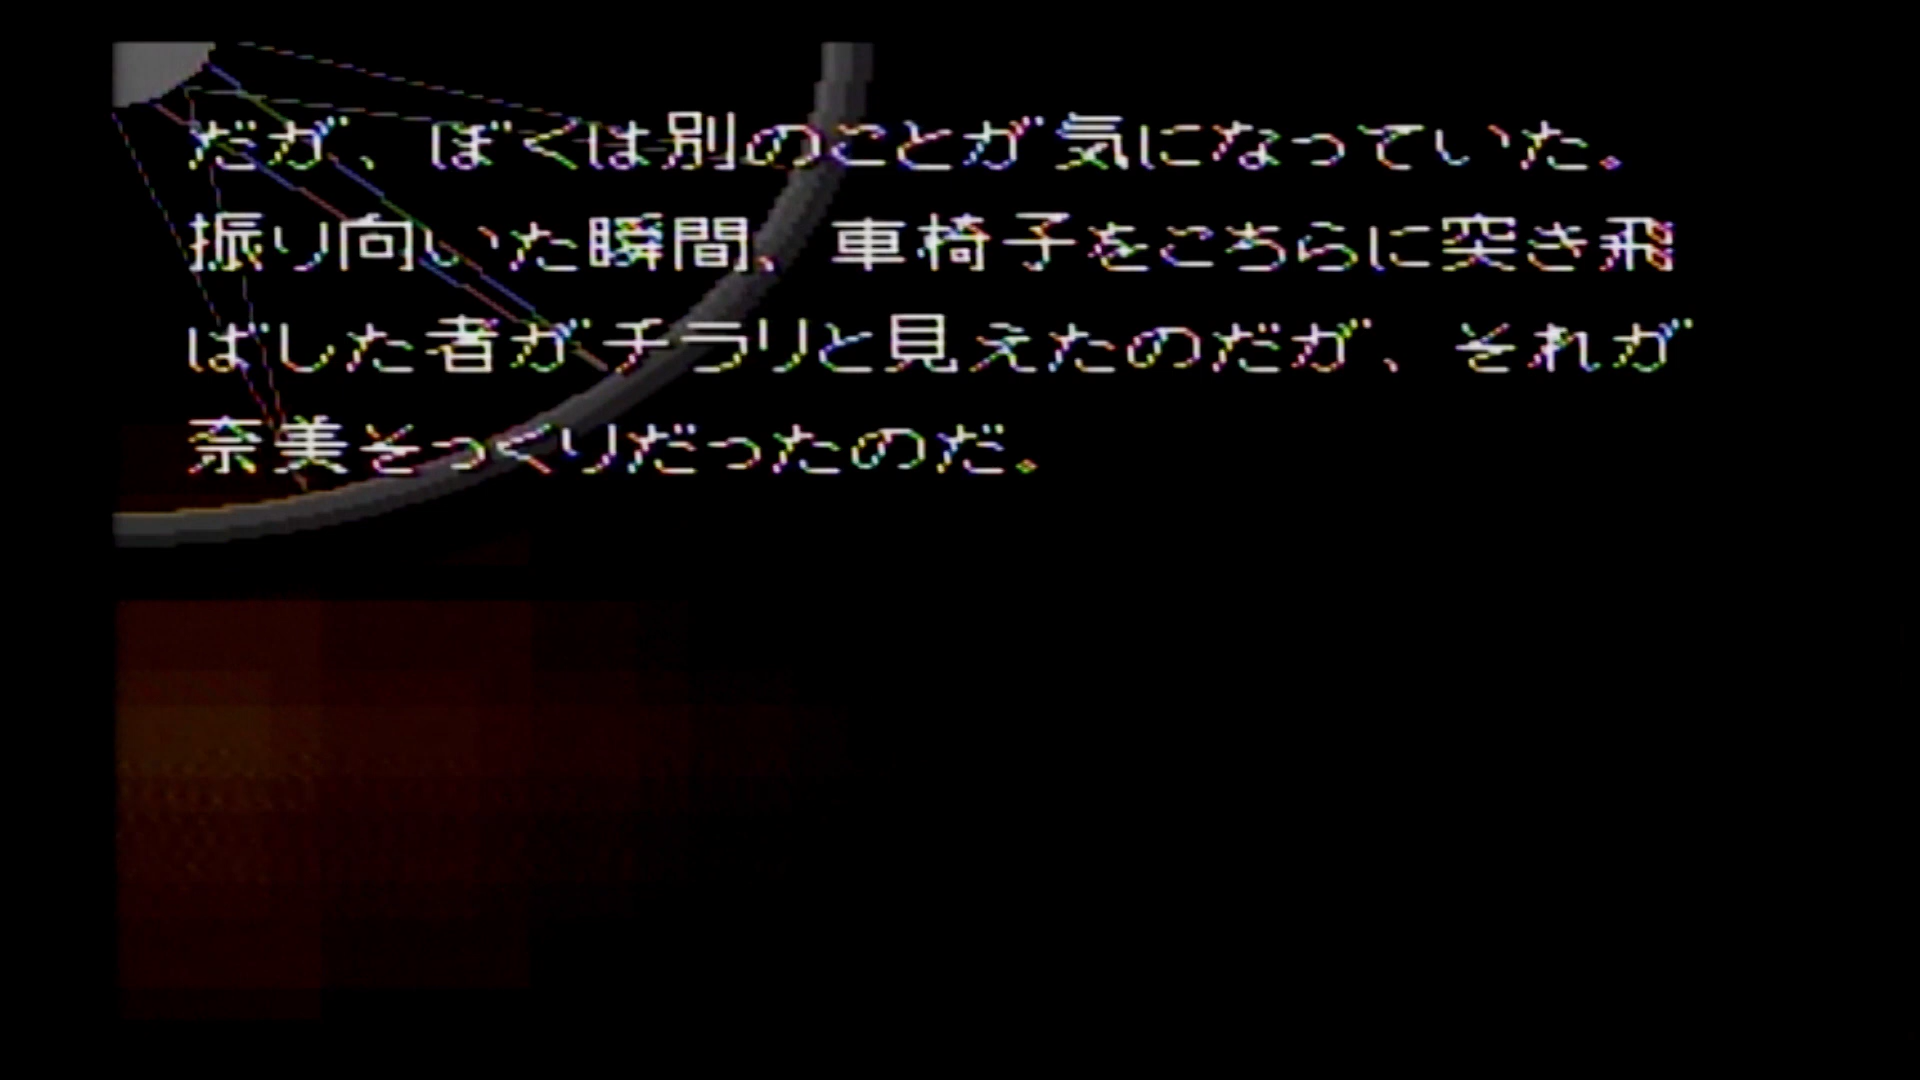 だが、ぼくは別のことが気になっていた。
振り向いた瞬間、車椅子をこちらに突き飛
ばした者がチラリと見えたのだが、それが
奈美そっくりだったのだ。